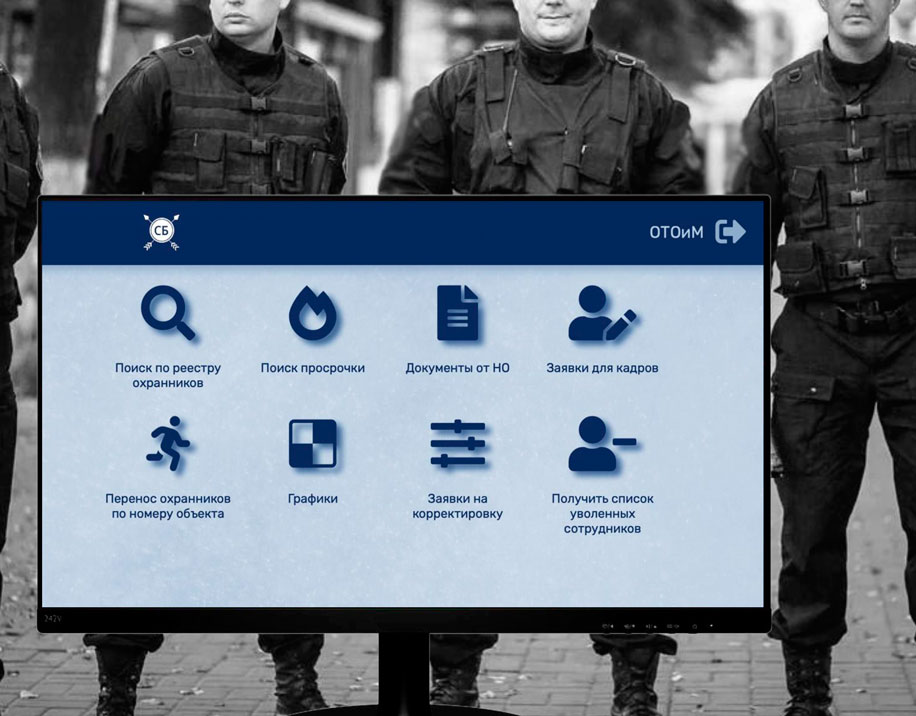 СБ
ОТОиМ
Поиск по реестру
охранников
Поиск просрочки
Документы от НО
Заявки для кадров
Перенос охранников
по номеру объекта
Графики
Заявки на
корректировку
Получить список
уволенных
сотрудников
242V